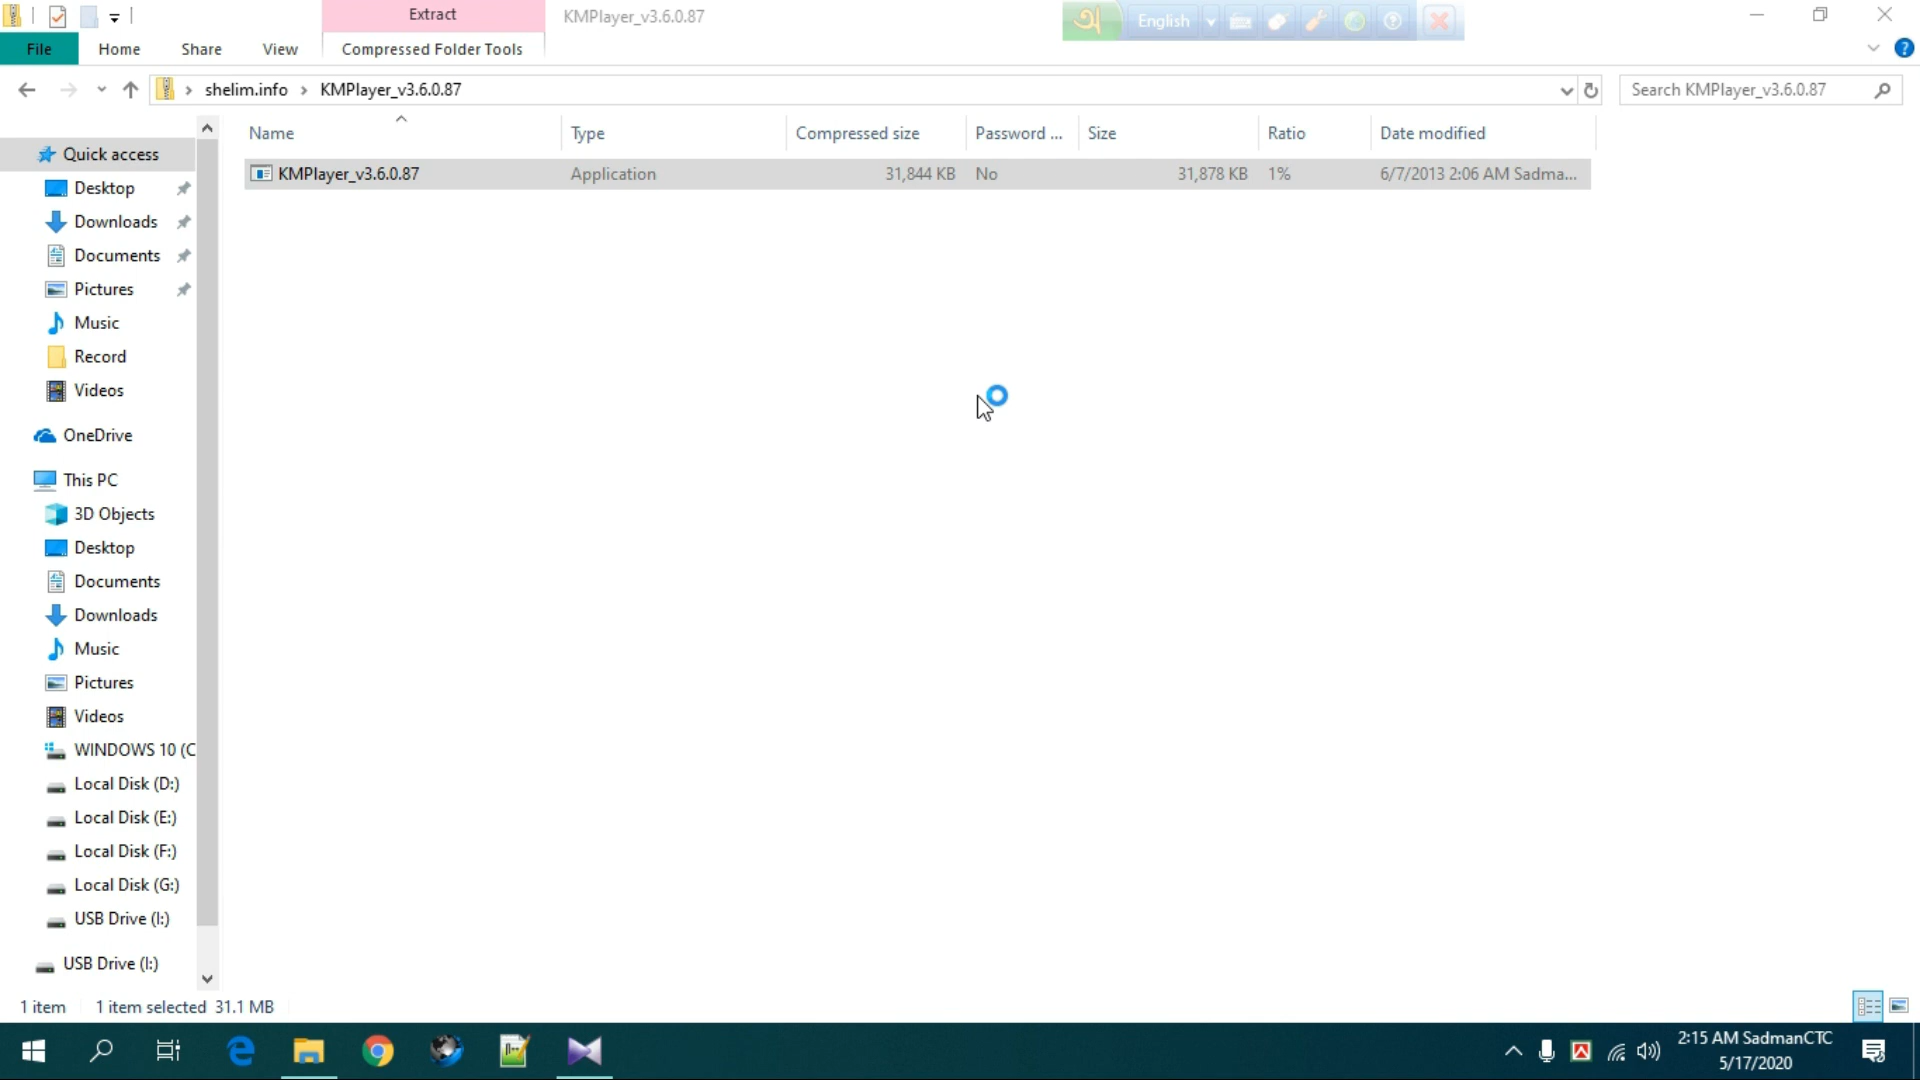 Extract
KMPlayer_v3.6.0.87
অ
English
File
Home
Share
View
Compressed Folder Tools
shelim.info
KMPlayer_v3.6.0.87
Search KMPlayer_v3.6.0.87
Name
Type
Compressed size
Password ...
Size
Ratio
Date modified
KMPlayer_v3.6.0.87
Application
31,844 KB
No
31,878 KB
1%
6/7/2013 2:06 AM Sadma...
Quick access
Desktop
Downloads
Documents
Pictures
Music
Record
Videos
OneDrive
This PC
3D Objects
Desktop
Documents
Downloads
Music
Pictures
Videos
WINDOWS 10 (C
Local Disk (D:)
Local Disk (E:)
Local Disk (F:)
Local Disk (G:)
USB Drive (I:)
USB Drive (I:)
1 item
1 item selected 31.1 MB
2:15 AM SadmanCTC
5/17/2020